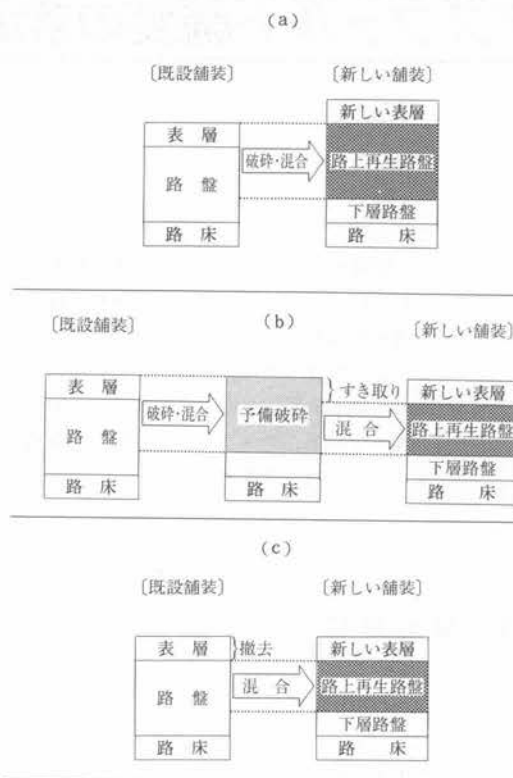 (a)
〔既設舗装〕 〔新しい舗装〕
新しい表層
表 層
破砕・混合
路上再生路盤
路 盤
下層路盤
路 床
路 床
(b)
〔既設舗装〕
〔新しい舗装〕
表 層
すき取り
新しい表層
破砕・混合
予備破砕
路 盤
混 合
路上再生路盤
下層路盤
路 床
路 床
路 床
(c)
〔既設舗装〕 〔新しい舗装〕
表 層
撤去
新しい表層
路 盤
混 合
路上再生路盤
下層路盤
路 床
路 床